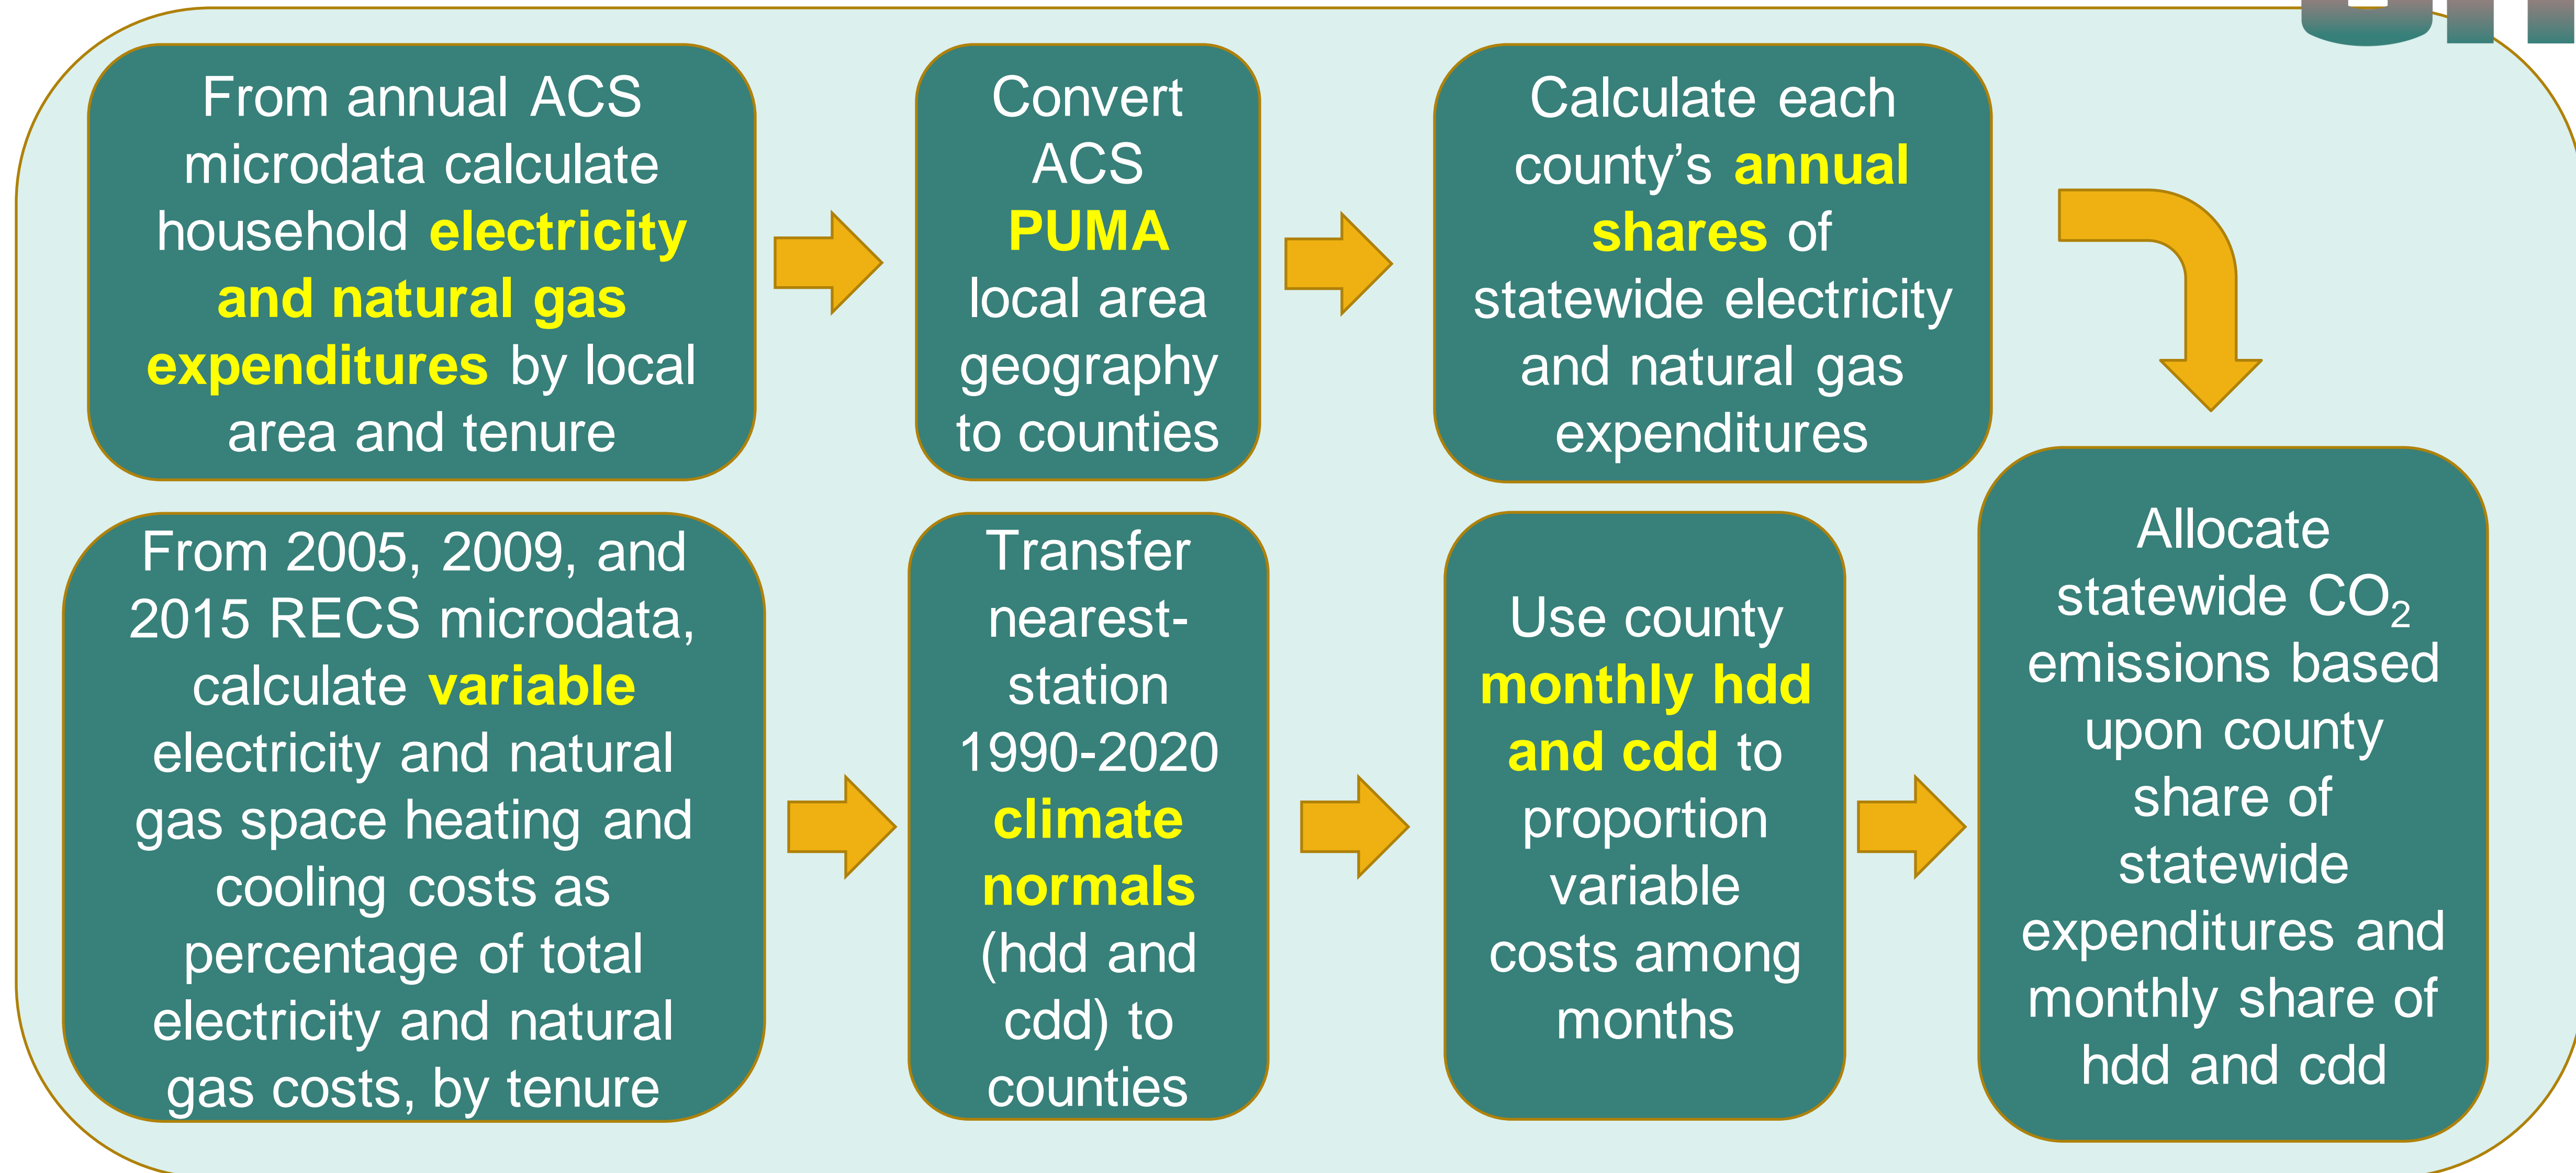 From annual ACS
microdata calculate
household electricity
and natural gas
expenditures by local
area and tenure
Convert
ACS
PUMA
local area
geography
to counties
Calculate each
county’s annual
shares of
statewide electricity
and natural gas
expenditures
From 2005, 2009, and
2015 RECS microdata,
calculate variable
electricity and natural
gas space heating and
cooling costs as
percentage of total
electricity and natural
gas costs, by tenure
Transfer
nearest-
station
1990-2020
climate
normals
(hdd and
cdd) to
counties
Use county
monthly hdd
and cdd to
proportion
variable
costs among
months
Allocate
statewide CO₂
emissions based
upon county
share of
statewide
expenditures and
monthly share of
hdd and cdd